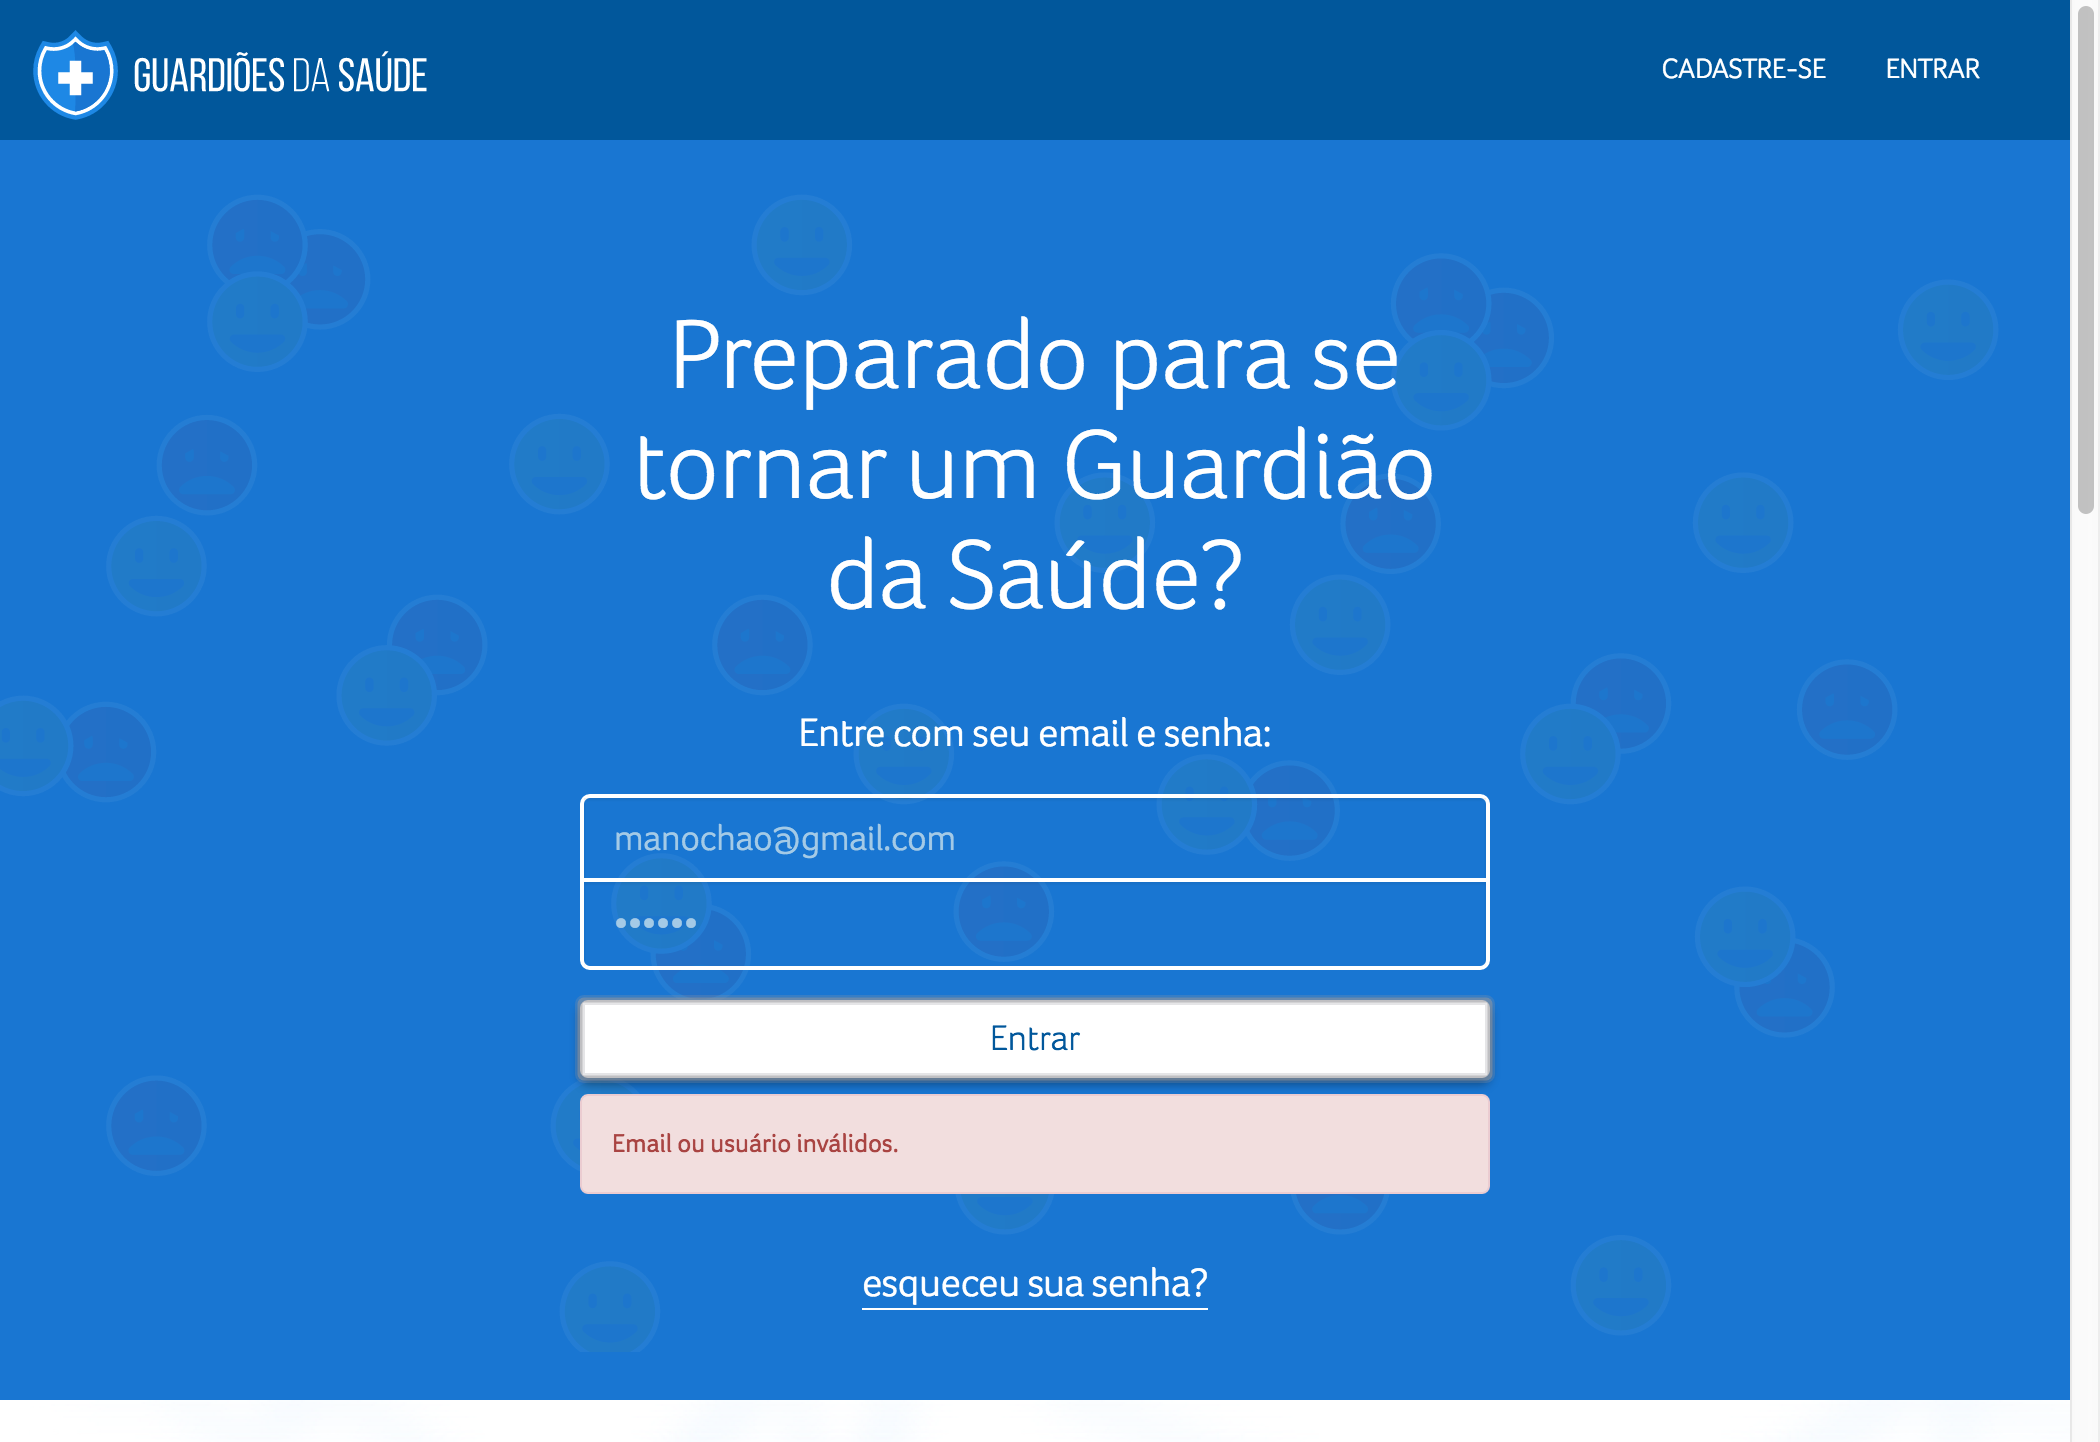 GUARDIÕES DA SAÚDE
CADASTRE-SE
ENTRAR
Preparado para se
tornar um Guardião
da Saúde?
Entre com seu email e senha:
manochao@gmail.com
••••••
Entrar
Email ou usuário inválidos.
esqueceu sua senha?